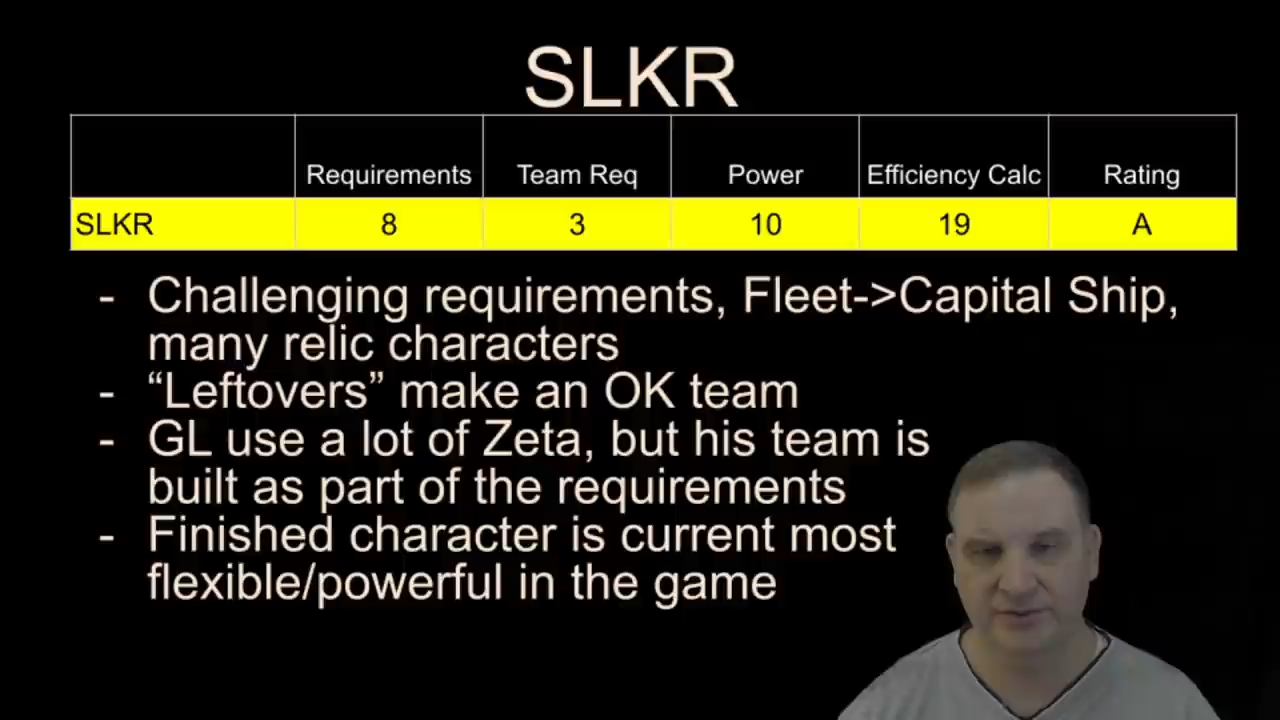 SLKR
Requirements Team Req Power Efficiency Calc Rating
SLKR 8 3 10 19 A
- Challenging requirements, Fleet->Capital Ship,
many relic characters
- “Leftovers” make an OK team
- GL use a lot of Zeta, but his team is
built as part of the requirements
- Finished character is current most
flexible/powerful in the game